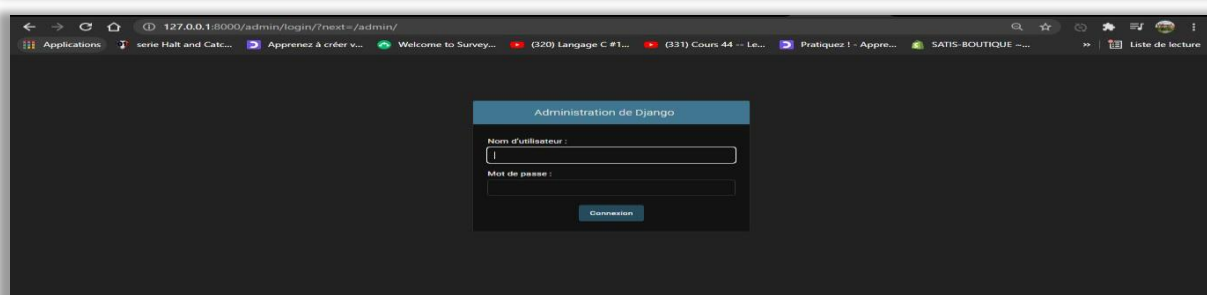 127.0.0.1:8000/admin/login/?next=/admin/
Applications serie Halt and Catc... Apprenez à créer v... Welcome to Survey... (320) Langage C #1... (331) Cours 44 -- Le... Pratiquez ! - Appre... SATIS-BOUTIQUE ~... » Liste de lecture
Administration de Django
Nom d'utilisateur :
Mot de passe :
Connexion